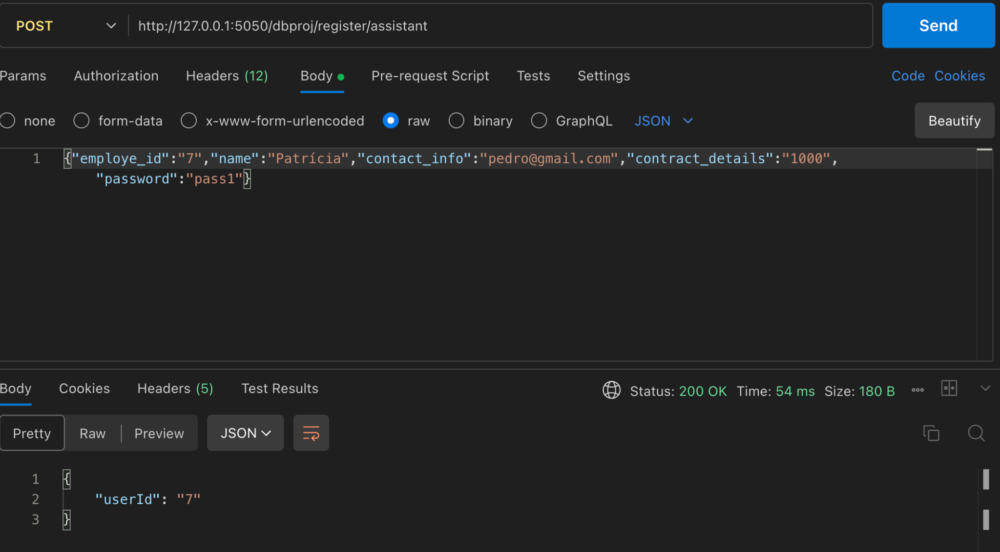 POST http://127.0.0.1:5050/dbproj/register/assistant Send
Params Authorization Headers (12) Body Pre-request Script Tests Settings Code Cookies
none form-data x-www-form-urlencoded raw binary GraphQL JSON Beautify
1 {"employe_id":"7","name":"Patrícia","contact_info":"pedro@gmail.com","contract_details":"1000",
"password":"pass1"}
Body Cookies Headers (5) Test Results Status: 200 OK Time: 54 ms Size: 180 B
Pretty Raw Preview JSON
1 {
2 "userId": "7"
3 }